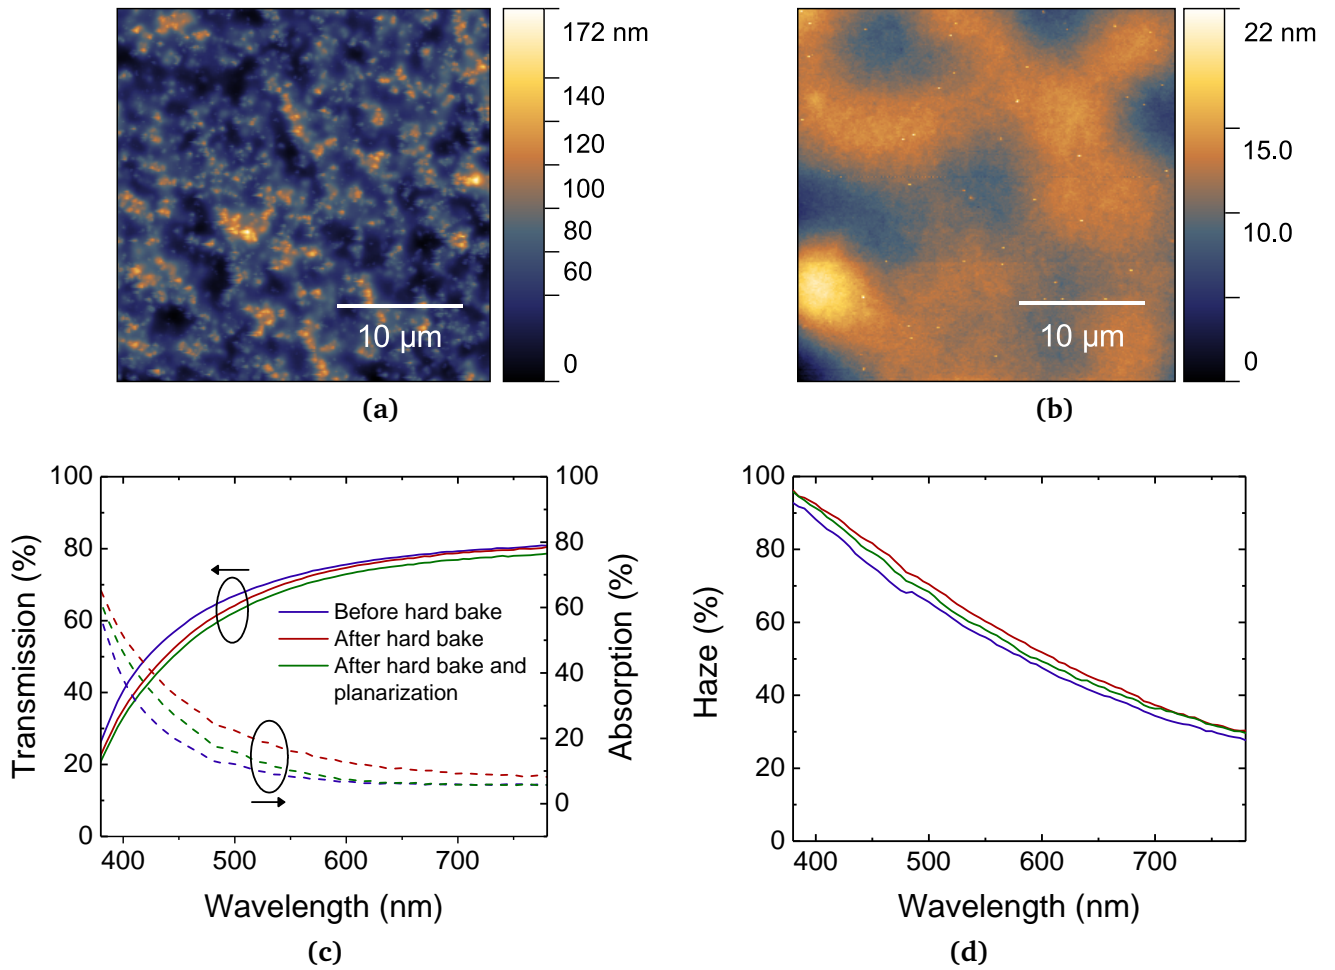 172 nm
140
120
100
80
60
0
10 µm
(a)
22 nm
15.0
10.0
0
10 µm
(b)
100
80
60
40
20
0
Transmission (%)
400
500
600
700
Wavelength (nm)
100
80
60
40
20
0
Absorption (%)
Before hard bake
After hard bake
After hard bake and
planarization
(c)
100
80
60
40
20
0
Haze (%)
400
500
600
700
Wavelength (nm)
(d)